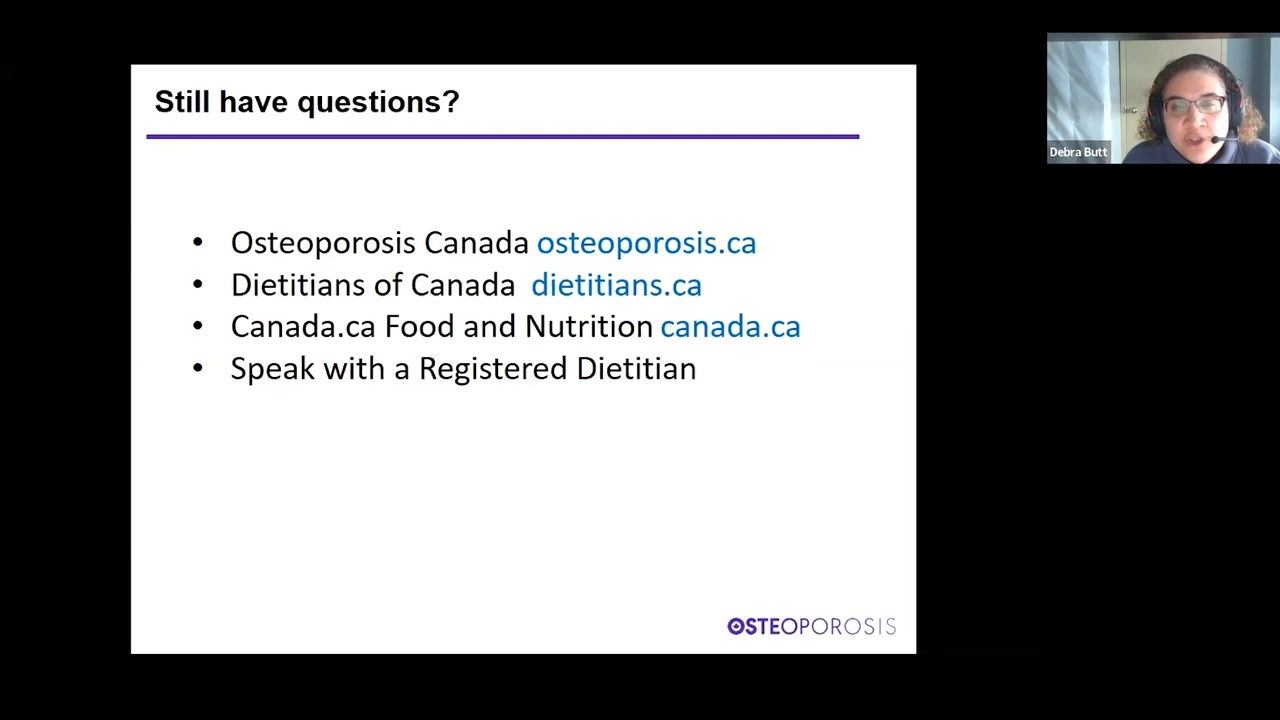 Still have questions?
• Osteoporosis Canada osteoporosis.ca
• Dietitians of Canada dietitians.ca
• Canada.ca Food and Nutrition canada.ca
• Speak with a Registered Dietitian
OSTEOPOROSIS
Debra Butt